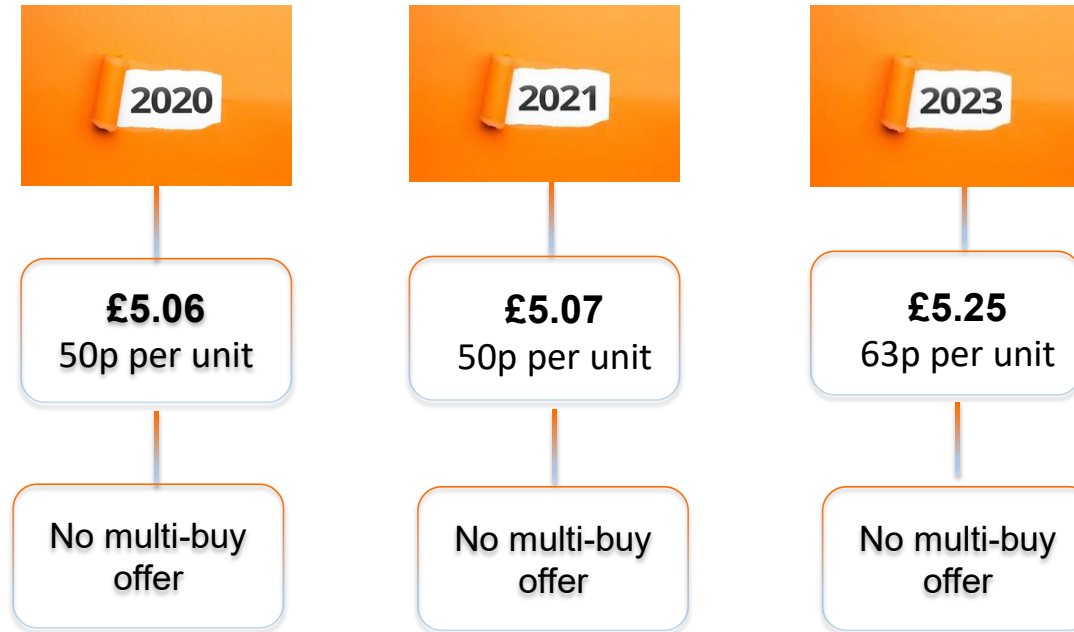 2020
2021
2023
£5.06
50p per unit
£5.07
50p per unit
£5.25
63p per unit
No multi-buy
offer
No multi-buy
offer
No multi-buy
offer